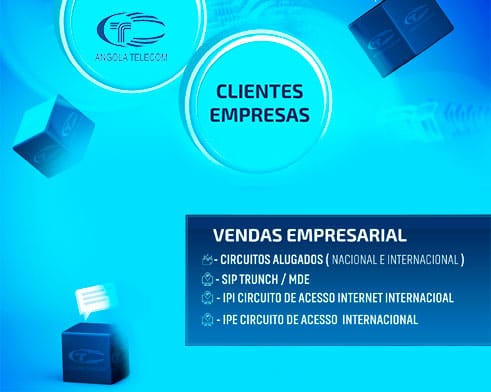 ANGOLA TELECOM
CLIENTES
EMPRESAS
VENDAS EMPRESARIAL
- CIRCUITOS ALUGADOS ( NACIONAL E INTERNACIONAL )
- SIP TRUNCH / MDE
- IPI CIRCUITO DE ACESSO INTERNET INTERNACIOAL
- IPE CIRCUITO DE ACESSO INTERNACIONAL